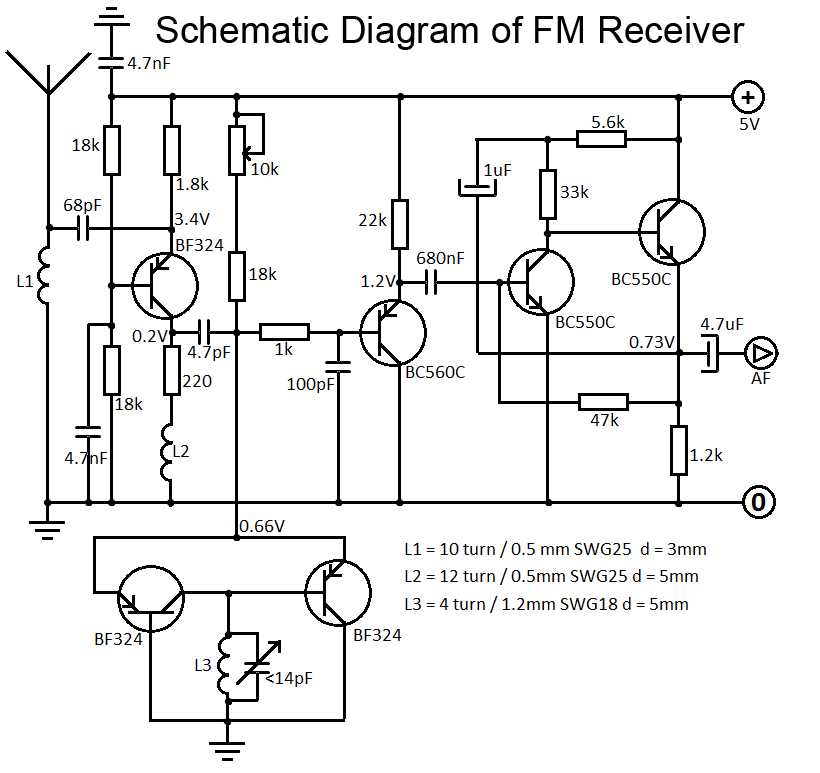 Schematic Diagram of FM Receiver
4.7nF
+
5V
18k
1.8k
10k
5.6k
1uF
33k
68pF
3.4V
BF324
22k
680nF
L1
18k
1.2V
BC550C
BC550C
0.2V
4.7pF
1k
0.73V
4.7uF
AF
100pF
BC560C
220
18k
47k
L2
4.7nF
1.2k
0
0.66V
L1 = 10 turn / 0.5 mm SWG25 d = 3mm
L2 = 12 turn / 0.5mm SWG25 d = 5mm
L3 = 4 turn / 1.2mm SWG18 d = 5mm
BF324
BF324
L3
<14pF